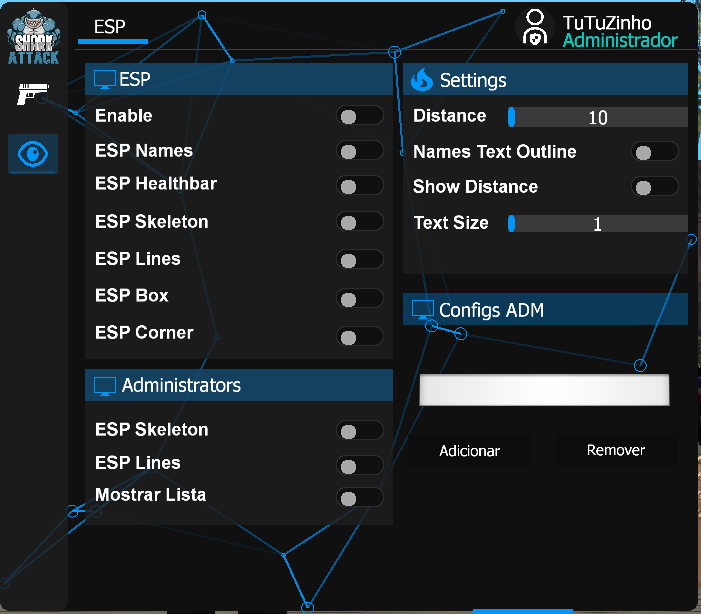 SHARK
ATTACK
ESP
TuTuZinho
Administrador
ESP
Enable
ESP Names
ESP Healthbar
ESP Skeleton
ESP Lines
ESP Box
ESP Corner
Administrators
ESP Skeleton
ESP Lines
Mostrar Lista
Settings
Distance 10
Names Text Outline
Show Distance
Text Size 1
Configs ADM
Adicionar Remover